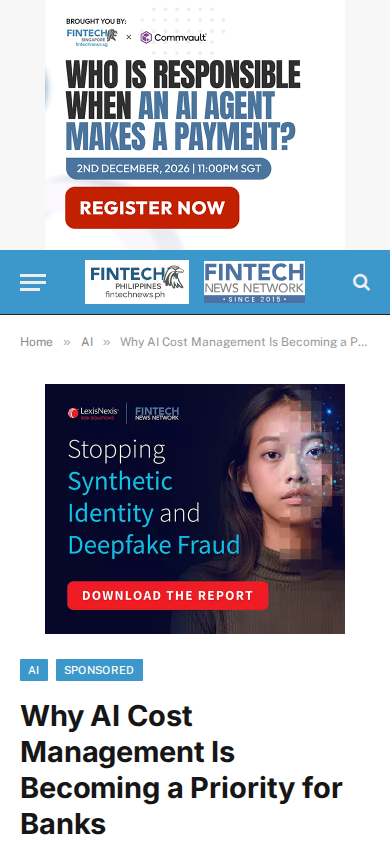 BROUGHT YOU BY:
FINTECH SINGAPORE fintechnews.sg × Commvault
WHO IS RESPONSIBLE
WHEN AN AI AGENT
MAKES A PAYMENT?
2ND DECEMBER, 2026 | 11:00PM SGT
REGISTER NOW
FINTECH PHILIPPINES fintechnews.ph
FINTECH NEWS NETWORK • SINCE 2015 •
Home » AI » Why AI Cost Management Is Becoming a P...
LexisNexis RISK SOLUTIONS | FINTECH NEWS NETWORK
Stopping
Synthetic
Identity and
Deepfake Fraud
DOWNLOAD THE REPORT
AI SPONSORED
Why AI Cost
Management Is
Becoming a Priority for
Banks